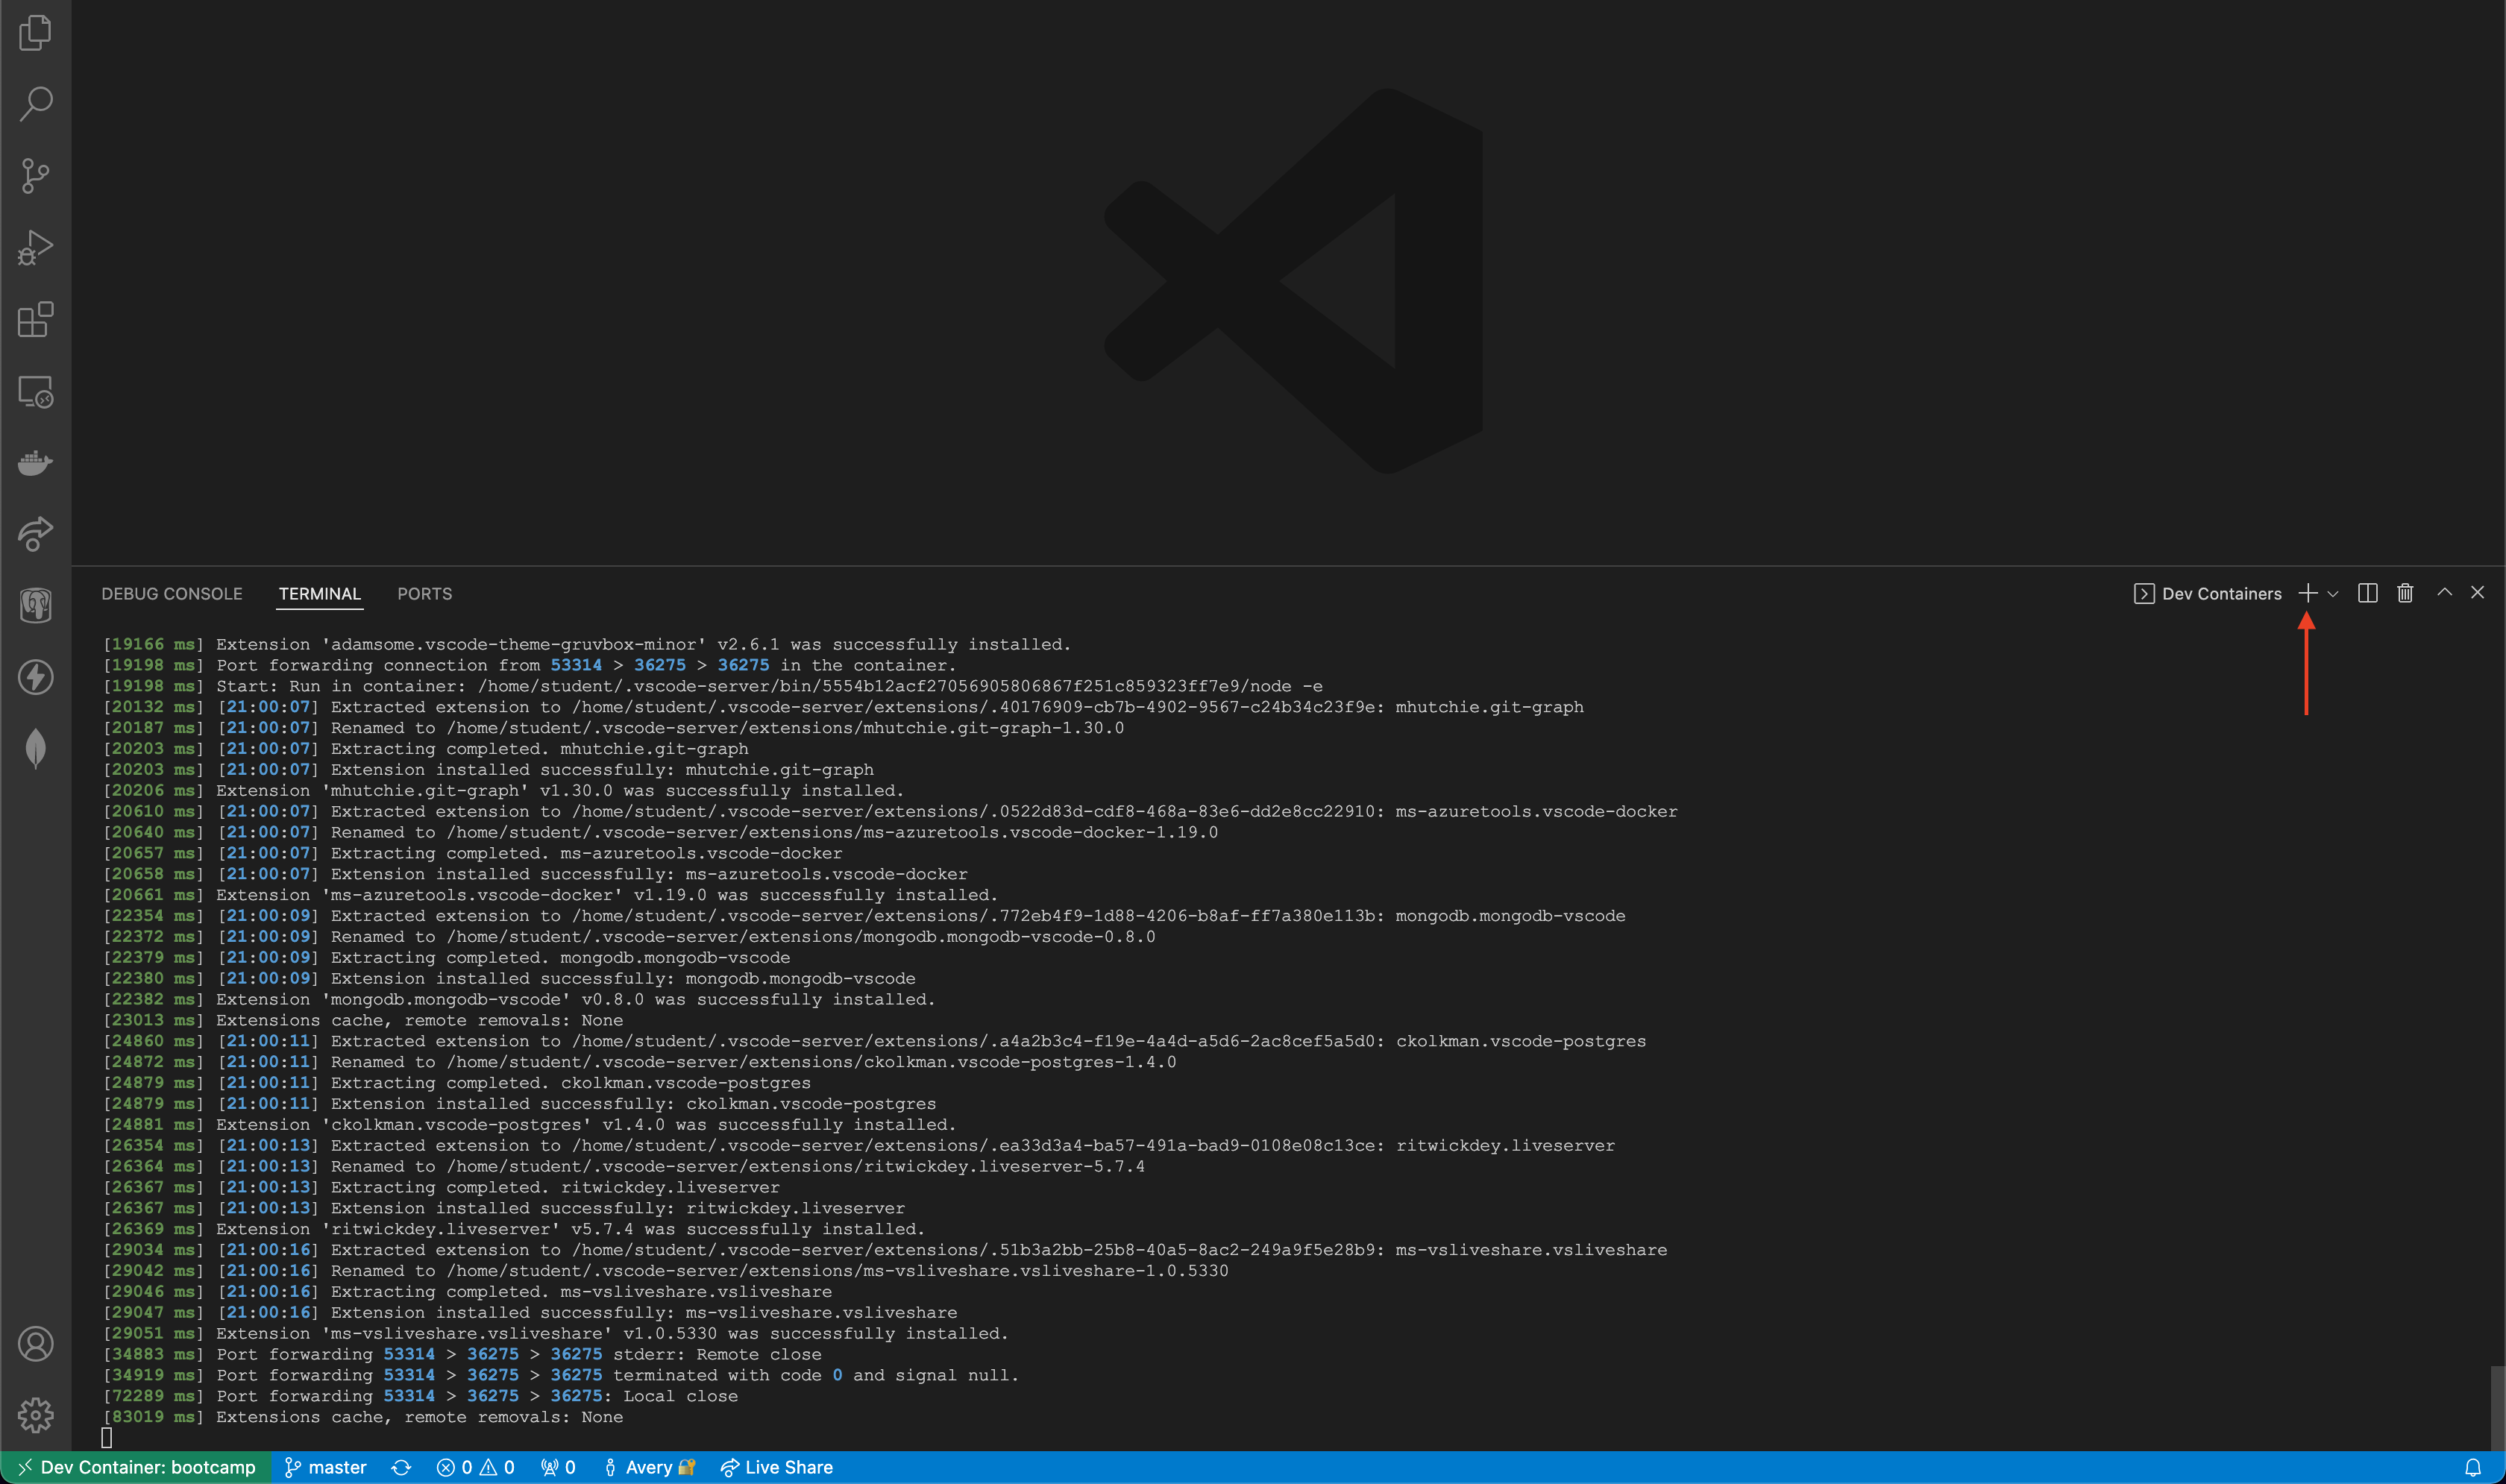 DEBUG CONSOLE TERMINAL PORTS Dev Containers
[19166 ms] Extension 'adamsome.vscode-theme-gruvbox-minor' v2.6.1 was successfully installed.
[19198 ms] Port forwarding connection from 53314 > 36275 > 36275 in the container.
[19198 ms] Start: Run in container: /home/student/.vscode-server/bin/5554b12acf27056905806867f251c859323ff7e9/node -e
[20132 ms] [21:00:07] Extracted extension to /home/student/.vscode-server/extensions/.40176909-cb7b-4902-9567-c24b34c23f9e: mhutchie.git-graph
[20187 ms] [21:00:07] Renamed to /home/student/.vscode-server/extensions/mhutchie.git-graph-1.30.0
[20203 ms] [21:00:07] Extracting completed. mhutchie.git-graph
[20203 ms] [21:00:07] Extension installed successfully: mhutchie.git-graph
[20206 ms] Extension 'mhutchie.git-graph' v1.30.0 was successfully installed.
[20610 ms] [21:00:07] Extracted extension to /home/student/.vscode-server/extensions/.0522d83d-cdf8-468a-83e6-dd2e8cc22910: ms-azuretools.vscode-docker
[20640 ms] [21:00:07] Renamed to /home/student/.vscode-server/extensions/ms-azuretools.vscode-docker-1.19.0
[20657 ms] [21:00:07] Extracting completed. ms-azuretools.vscode-docker
[20658 ms] [21:00:07] Extension installed successfully: ms-azuretools.vscode-docker
[20661 ms] Extension 'ms-azuretools.vscode-docker' v1.19.0 was successfully installed.
[22354 ms] [21:00:09] Extracted extension to /home/student/.vscode-server/extensions/.772eb4f9-1d88-4206-b8af-ff7a380e113b: mongodb.mongodb-vscode
[22372 ms] [21:00:09] Renamed to /home/student/.vscode-server/extensions/mongodb.mongodb-vscode-0.8.0
[22379 ms] [21:00:09] Extracting completed. mongodb.mongodb-vscode
[22380 ms] [21:00:09] Extension installed successfully: mongodb.mongodb-vscode
[22382 ms] Extension 'mongodb.mongodb-vscode' v0.8.0 was successfully installed.
[23013 ms] Extensions cache, remote removals: None
[24860 ms] [21:00:11] Extracted extension to /home/student/.vscode-server/extensions/.a4a2b3c4-f19e-4a4d-a5d6-2ac8cef5a5d0: ckolkman.vscode-postgres
[24872 ms] [21:00:11] Renamed to /home/student/.vscode-server/extensions/ckolkman.vscode-postgres-1.4.0
[24879 ms] [21:00:11] Extracting completed. ckolkman.vscode-postgres
[24879 ms] [21:00:11] Extension installed successfully: ckolkman.vscode-postgres
[24881 ms] Extension 'ckolkman.vscode-postgres' v1.4.0 was successfully installed.
[26354 ms] [21:00:13] Extracted extension to /home/student/.vscode-server/extensions/.ea33d3a4-ba57-491a-bad9-0108e08c13ce: ritwickdey.liveserver
[26364 ms] [21:00:13] Renamed to /home/student/.vscode-server/extensions/ritwickdey.liveserver-5.7.4
[26367 ms] [21:00:13] Extracting completed. ritwickdey.liveserver
[26367 ms] [21:00:13] Extension installed successfully: ritwickdey.liveserver
[26369 ms] Extension 'ritwickdey.liveserver' v5.7.4 was successfully installed.
[29034 ms] [21:00:16] Extracted extension to /home/student/.vscode-server/extensions/.51b3a2bb-25b8-40a5-8ac2-249a9f5e28b9: ms-vsliveshare.vsliveshare
[29042 ms] [21:00:16] Renamed to /home/student/.vscode-server/extensions/ms-vsliveshare.vsliveshare-1.0.5330
[29046 ms] [21:00:16] Extracting completed. ms-vsliveshare.vsliveshare
[29047 ms] [21:00:16] Extension installed successfully: ms-vsliveshare.vsliveshare
[29051 ms] Extension 'ms-vsliveshare.vsliveshare' v1.0.5330 was successfully installed.
[34883 ms] Port forwarding 53314 > 36275 > 36275 stderr: Remote close
[34919 ms] Port forwarding 53314 > 36275 > 36275 terminated with code 0 and signal null.
[72289 ms] Port forwarding 53314 > 36275 > 36275: Local close
[83019 ms] Extensions cache, remote removals: None
Dev Container: bootcamp master 0 0 0 Avery Live Share